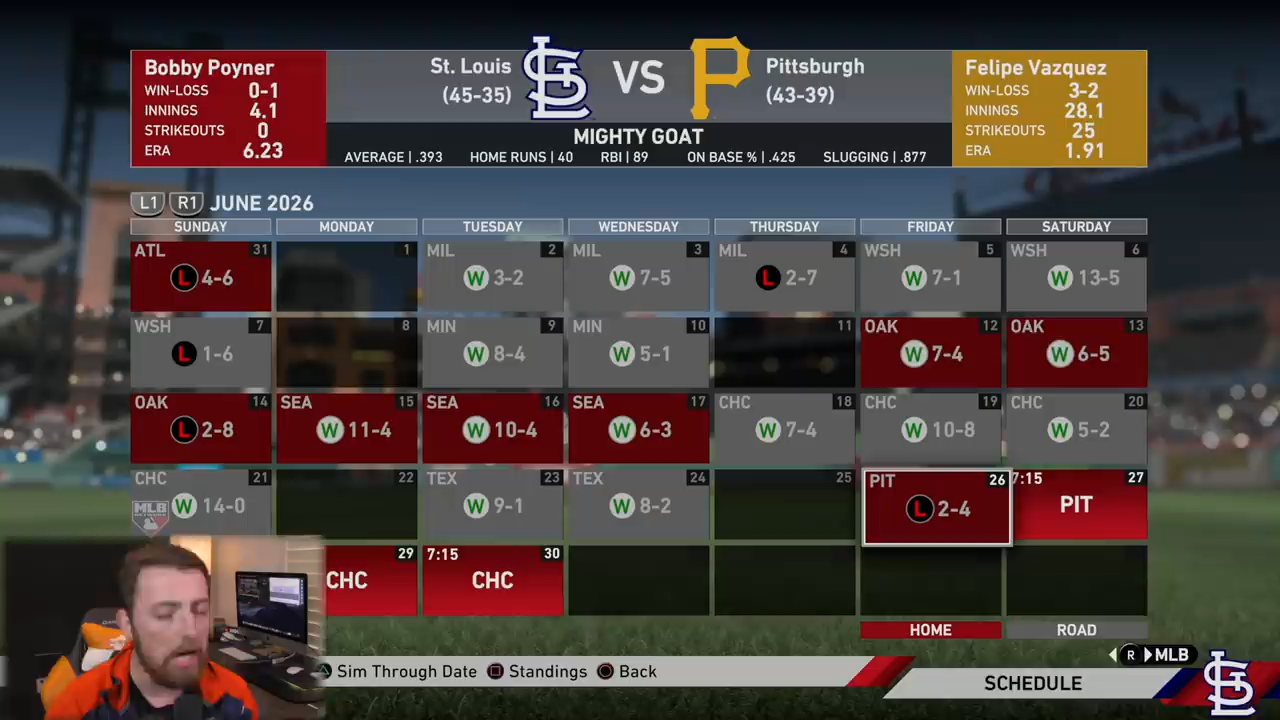 Bobby Poyner
WIN-LOSS 0-1
INNINGS 4.1
STRIKEOUTS 0
ERA 6.23
St. Louis
(45-35)
VS
P
Pittsburgh
(43-39)
Felipe Vazquez
WIN-LOSS 3-2
INNINGS 28.1
STRIKEOUTS 25
ERA 1.91
MIGHTY GOAT
AVERAGE | .393 HOME RUNS | 40 RBI | 89 ON BASE % | .425 SLUGGING | .877
L1 R1 JUNE 2026
SUNDAY MONDAY TUESDAY WEDNESDAY THURSDAY FRIDAY SATURDAY
ATL 31 1 MIL 2 MIL 3 MIL 4 WSH 5 WSH 6
L 4-6 W 3-2 W 7-5 L 2-7 W 7-1 W 13-5
WSH 7 8 MIN 9 MIN 10 11 OAK 12 OAK 13
L 1-6 W 8-4 W 5-1 W 7-4 W 6-5
OAK 14 SEA 15 SEA 16 SEA 17 CHC 18 CHC 19 CHC 20
L 2-8 W 11-4 W 10-4 W 6-3 W 7-4 W 10-8 W 5-2
CHC 21 22 TEX 23 TEX 24 25 PIT 26 7:15 27
MLB W 14-0 W 9-1 W 8-2 L 2-4 PIT
29 7:15 30
CHC CHC
HOME ROAD
R MLB
Sim Through Date Standings Back
SCHEDULE